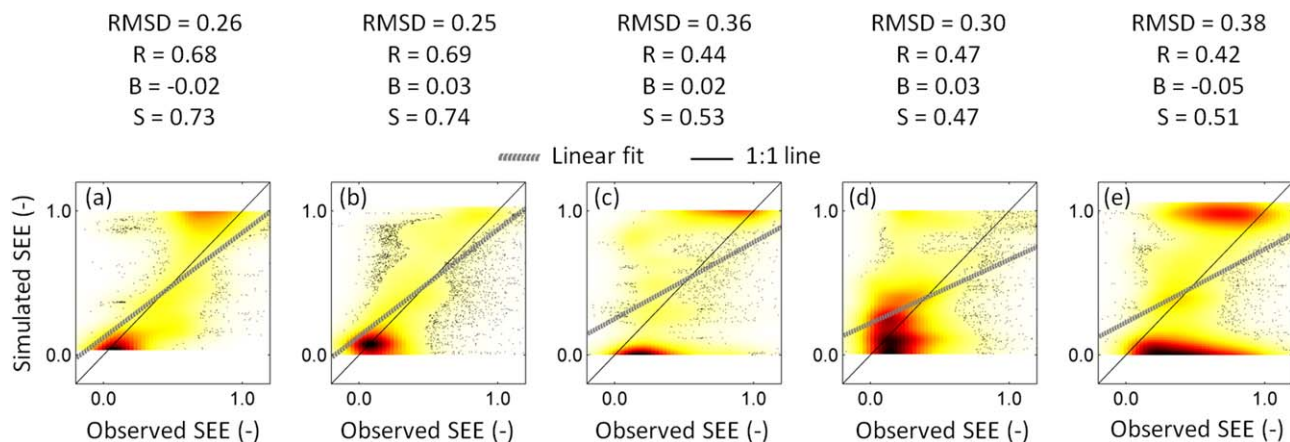 RMSD = 0.26 RMSD = 0.25 RMSD = 0.36 RMSD = 0.30 RMSD = 0.38
R = 0.68 R = 0.69 R = 0.44 R = 0.47 R = 0.42
B = -0.02 B = 0.03 B = 0.02 B = 0.03 B = -0.05
S = 0.73 S = 0.74 S = 0.53 S = 0.47 S = 0.51
Linear fit 1:1 line
(a) (b) (c) (d) (e)
Simulated SEE (-)
1.0 1.0 1.0 1.0 1.0
0.0 0.0 0.0 0.0 0.0
0.0 1.0 0.0 1.0 0.0 1.0 0.0 1.0 0.0 1.0
Observed SEE (-) Observed SEE (-) Observed SEE (-) Observed SEE (-) Observed SEE (-)